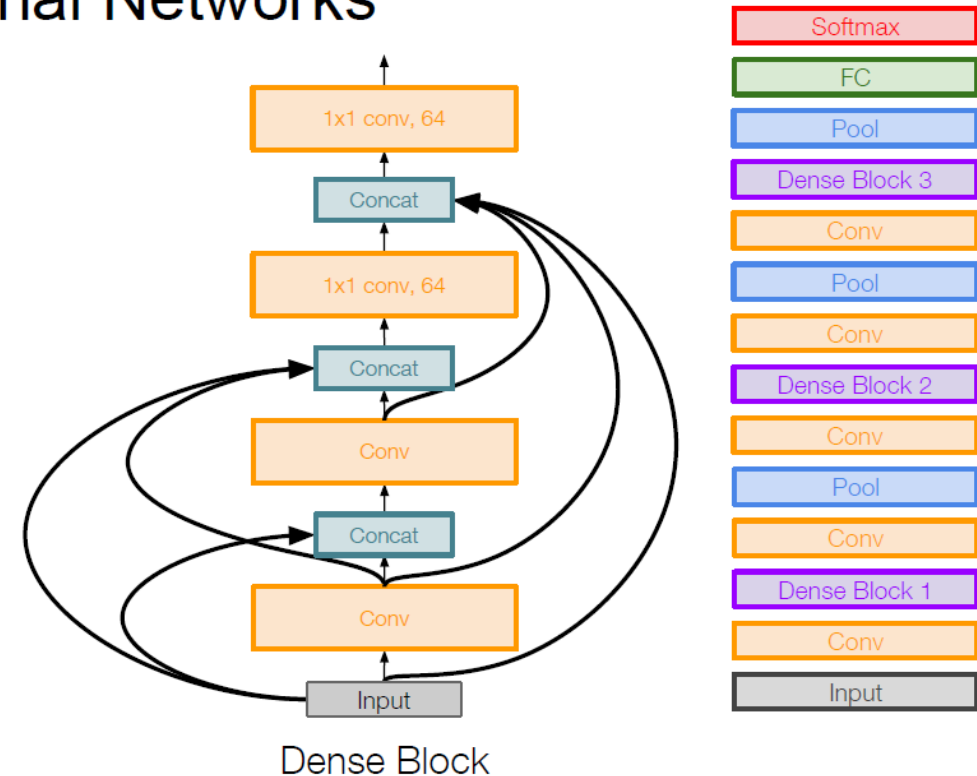 nal Networks
1x1 conv, 64
Concat
1x1 conv, 64
Concat
Conv
Concat
Conv
Input
Dense Block
Softmax
FC
Pool
Dense Block 3
Conv
Pool
Conv
Dense Block 2
Conv
Pool
Conv
Dense Block 1
Conv
Input